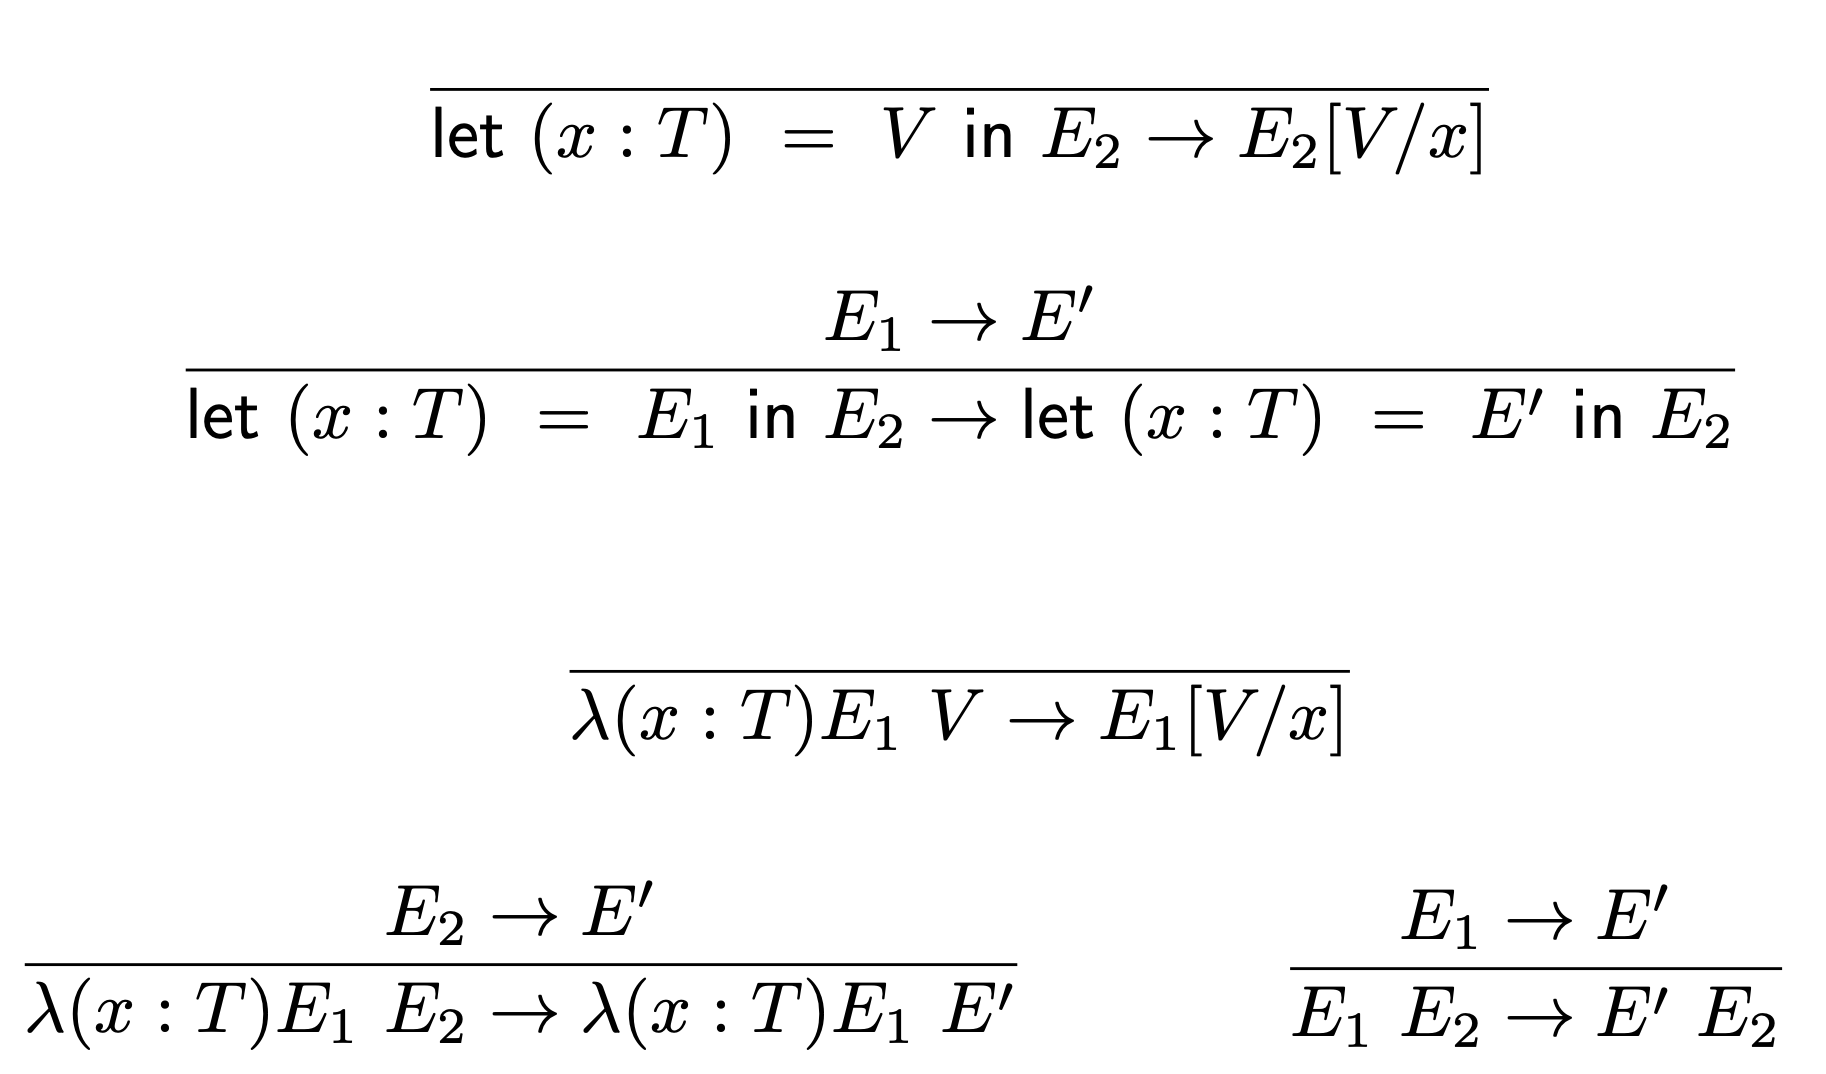 let (x : T) = V in E₂ → E₂[V/x]
E₁ → E′
let (x : T) = E₁ in E₂ → let (x : T) = E′ in E₂
λ(x : T)E₁ V → E₁[V/x]
E₂ → E′
λ(x : T)E₁ E₂ → λ(x : T)E₁ E′
E₁ → E′
E₁ E₂ → E′ E₂